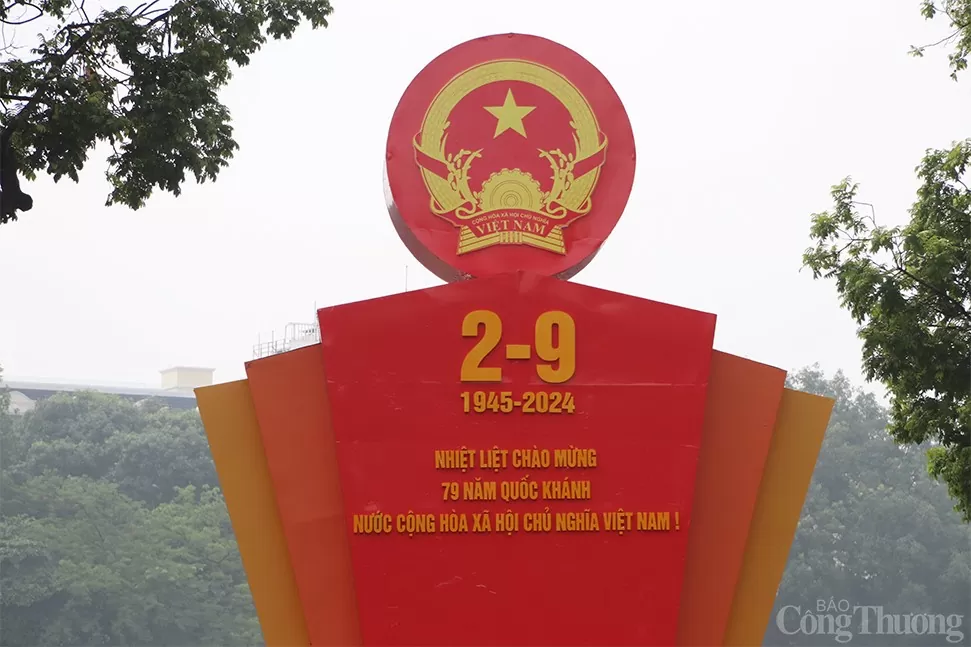 CỘNG HÒA XÃ HỘI CHỦ NGHĨA
VIỆT NAM
2-9
1945-2024
NHIỆT LIỆT CHÀO MỪNG
79 NĂM QUỐC KHÁNH
NƯỚC CỘNG HÒA XÃ HỘI CHỦ NGHĨA VIỆT NAM !
BÁO
Công Thương